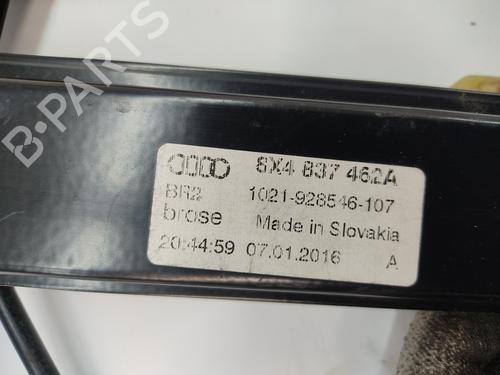 B-PARTS
8X4 837 462A
BR2 1021-928546-107
brose Made in Slovakia
20:44:59 07.01.2016 A